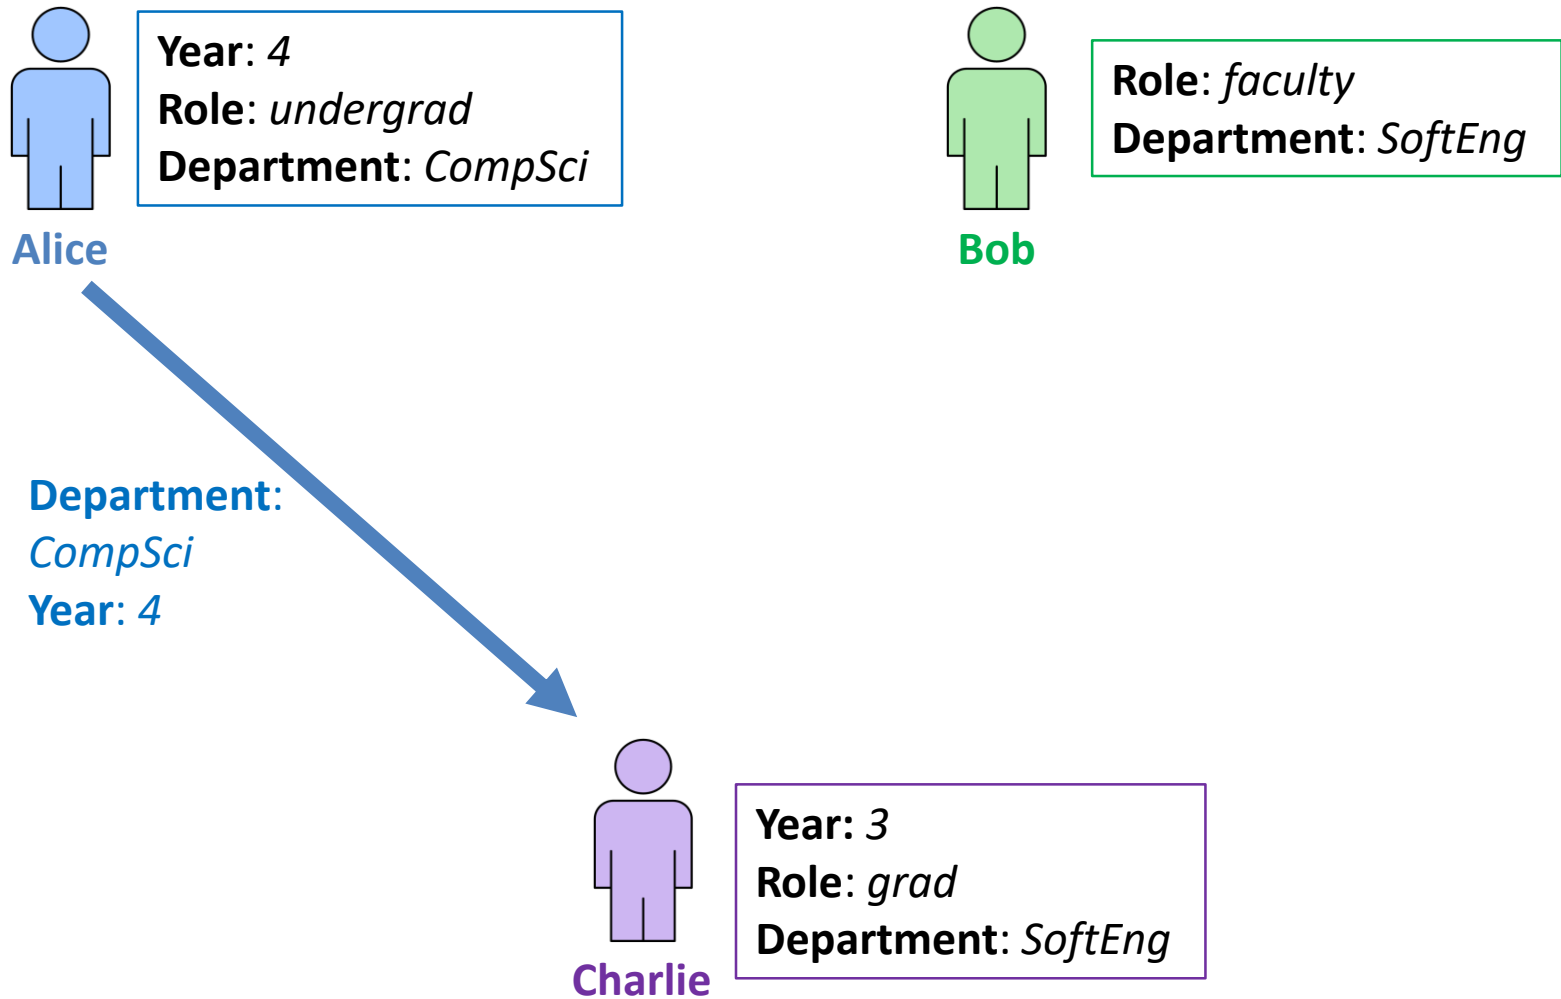 Year: 4
Role: undergrad
Department: CompSci
Alice
Role: faculty
Department: SoftEng
Bob
Department:
CompSci
Year: 4
Year: 3
Role: grad
Department: SoftEng
Charlie